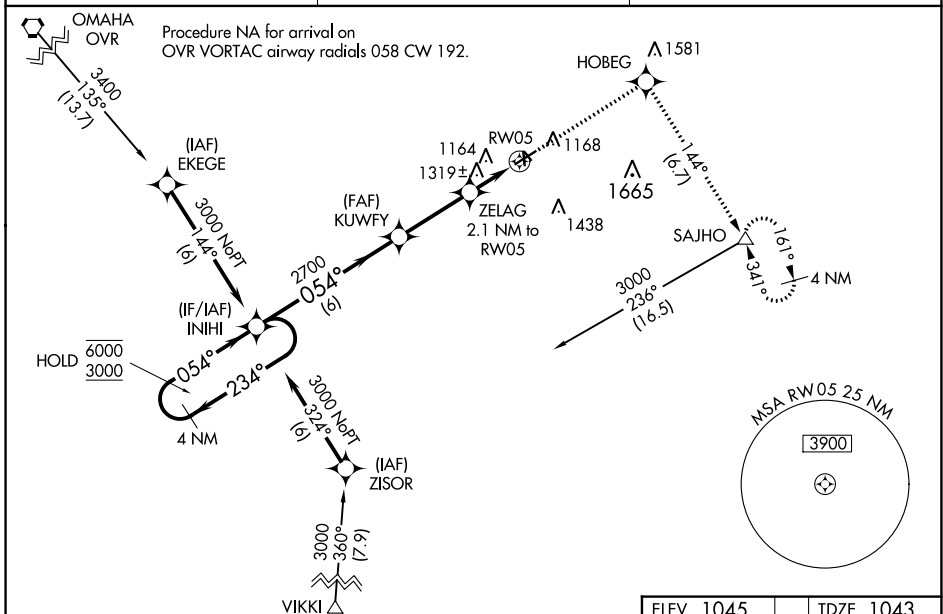 OMAHA
OVR
Procedure NA for arrival on
OVR VORTAC airway radials 058 CW 192.
3400
135°
(13.7)
(IAF)
EKEGE
3000 NoPT
144°
(6)
HOBEG
1581
RW05
1164
1319±
1168
1665
144°
(6.7)
(FAF)
KUWFY
ZELAG
2.1 NM to
RW05
1438
SAJHO
161°
341°
4 NM
2700
054°
(6)
3000
236°
(16.5)
(IF/IAF)
INIHI
HOLD
6000
3000
054°
234°
4 NM
3000 NoPT
324°
(6)
(IAF)
ZISOR
3000
360°
(7.9)
VIKKI
MSA RW05 25 NM
3900
ELEV 1045
TDZE 1043